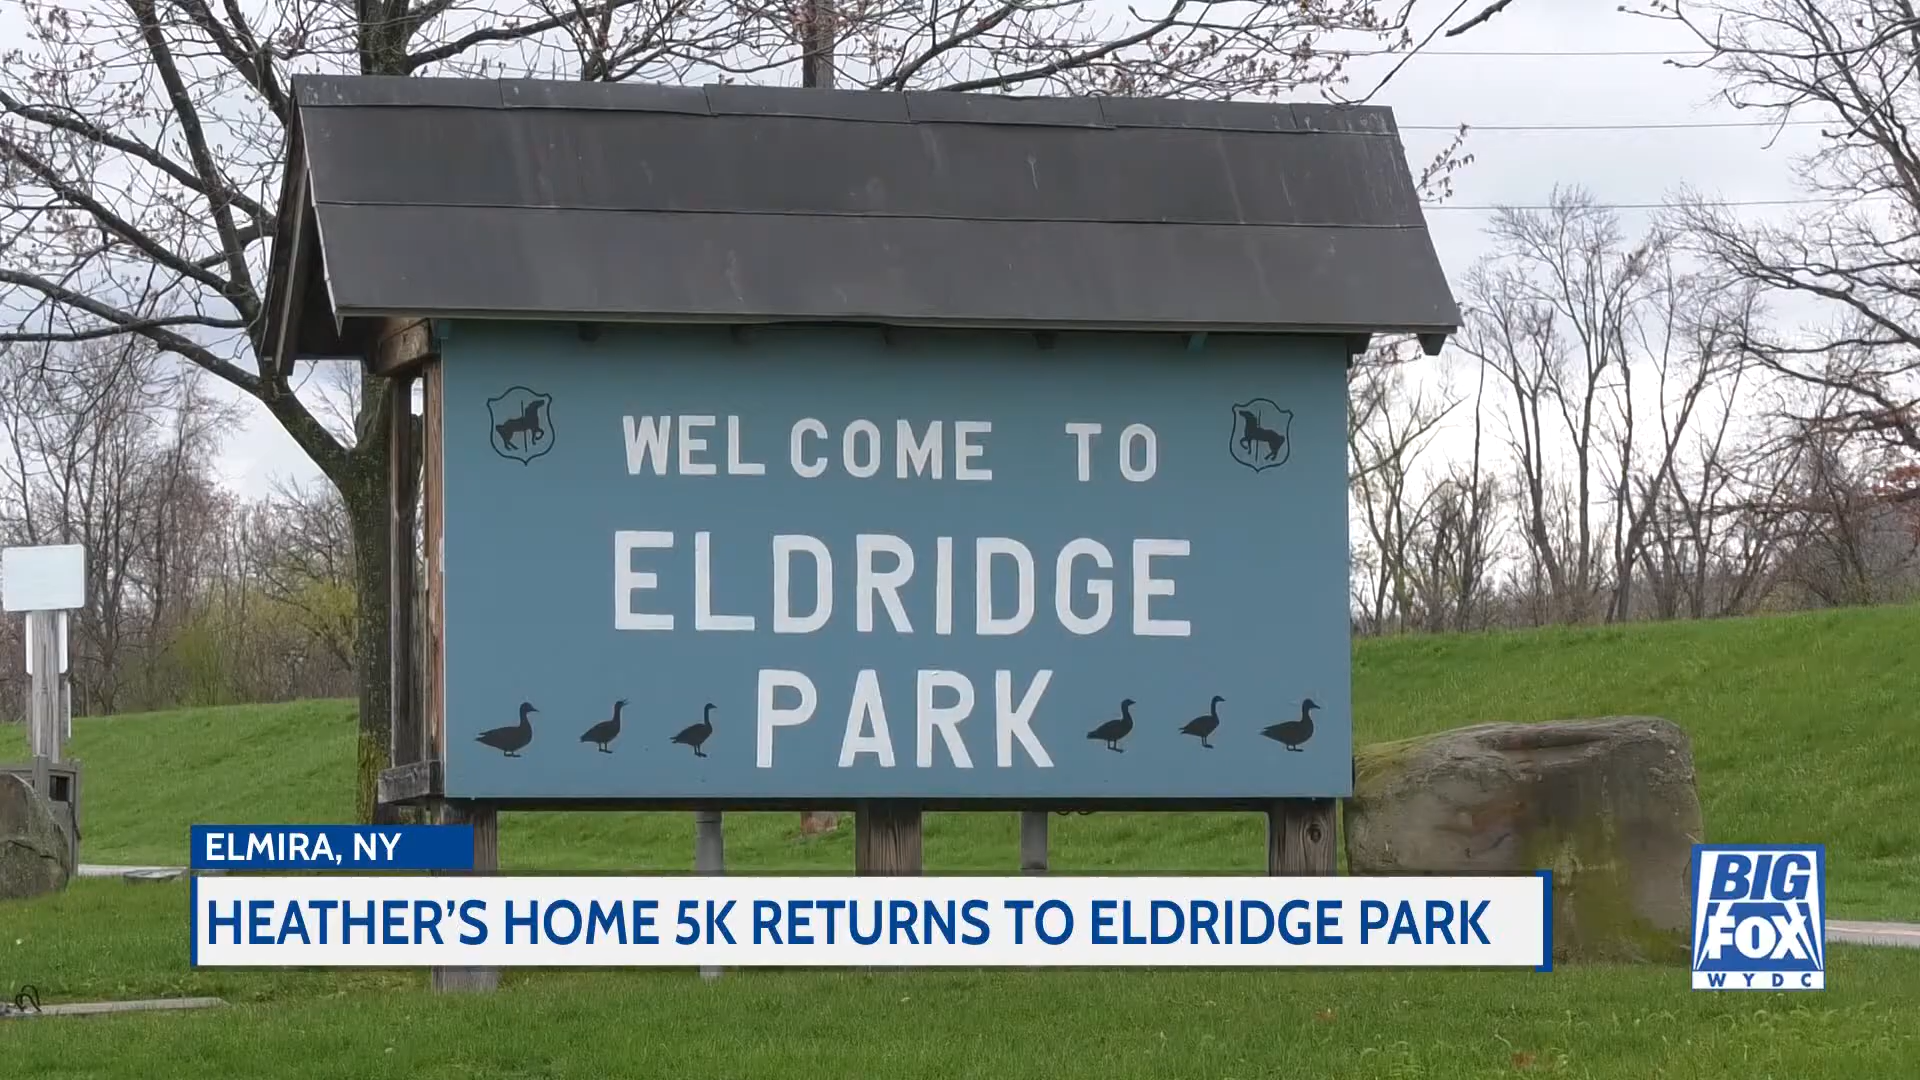 WELCOME TO
ELDRIDGE
PARK
ELMIRA, NY
HEATHER’S HOME 5K RETURNS TO ELDRIDGE PARK
BIG
FOX
WYDC